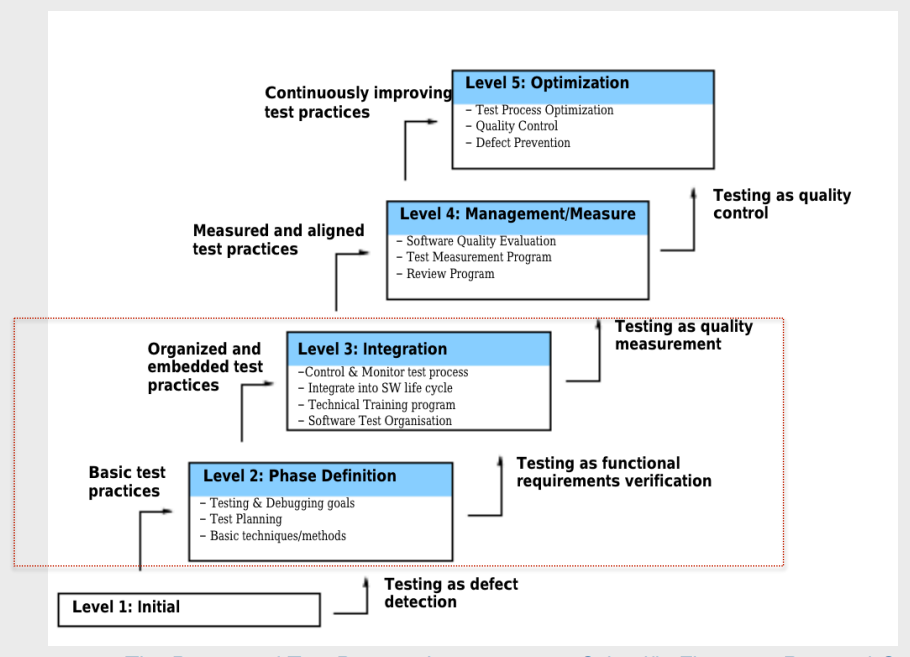 Continuously improving
test practices
Level 5: Optimization
– Test Process Optimization
– Quality Control
– Defect Prevention
Testing as quality
control
Measured and aligned
test practices
Level 4: Management/Measure
– Software Quality Evaluation
– Test Measurement Program
– Review Program
Testing as quality
measurement
Organized and
embedded test
practices
Level 3: Integration
–Control & Monitor test process
– Integrate into SW life cycle
– Technical Training program
– Software Test Organisation
Testing as functional
requirements verification
Basic test
practices
Level 2: Phase Definition
– Testing & Debugging goals
– Test Planning
– Basic techniques/methods
Testing as defect
detection
Level 1: Initial